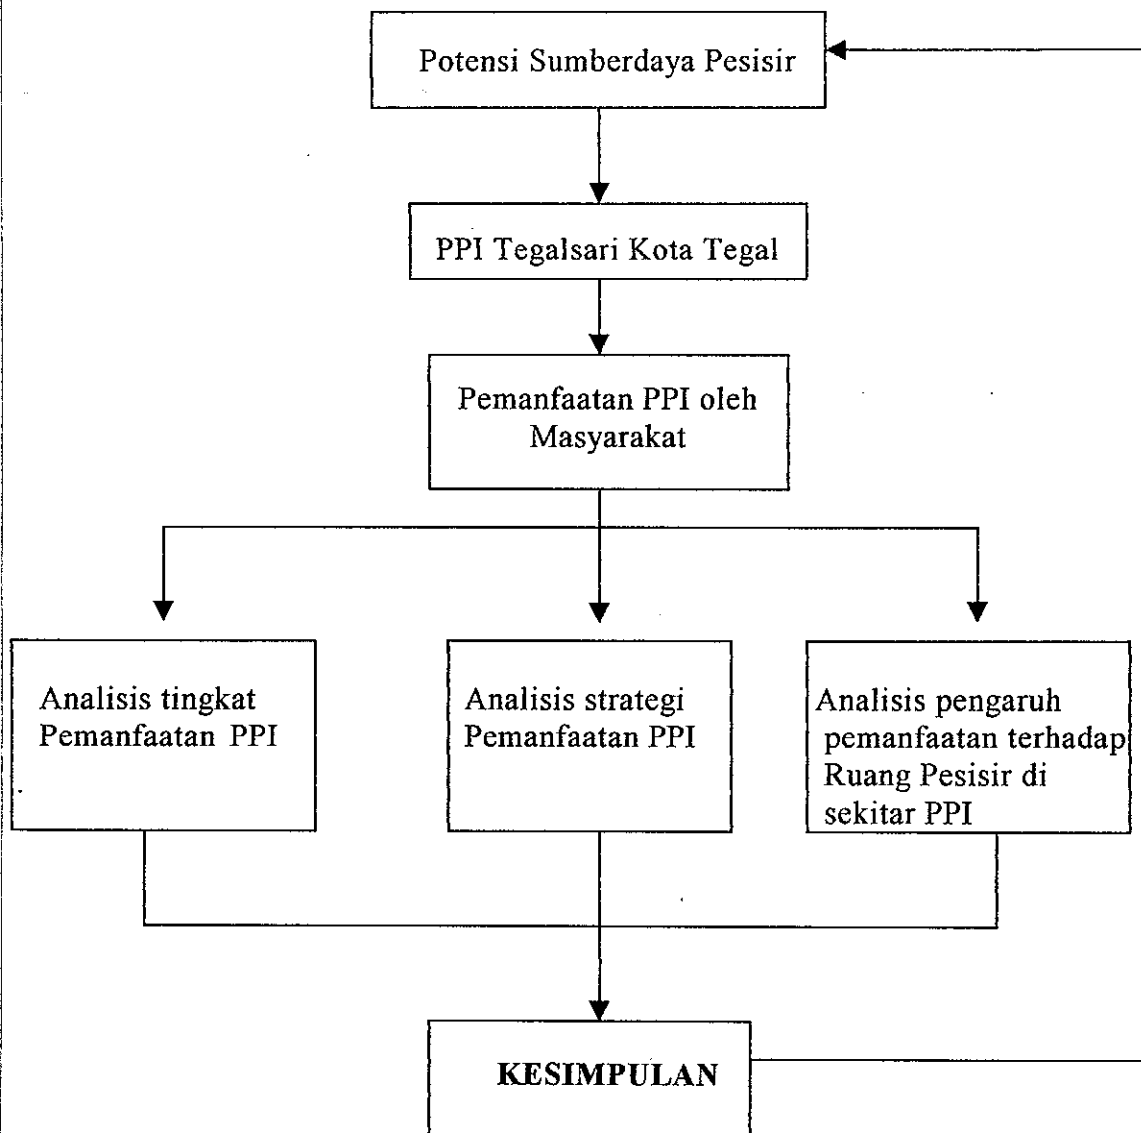 Potensi Sumberdaya Pesisir
PPI Tegalsari Kota Tegal
Pemanfaatan PPI oleh
Masyarakat
Analisis tingkat
Pemanfaatan PPI
Analisis strategi
Pemanfaatan PPI
Analisis pengaruh
pemanfaatan terhadap
Ruang Pesisir di
sekitar PPI
KESIMPULAN